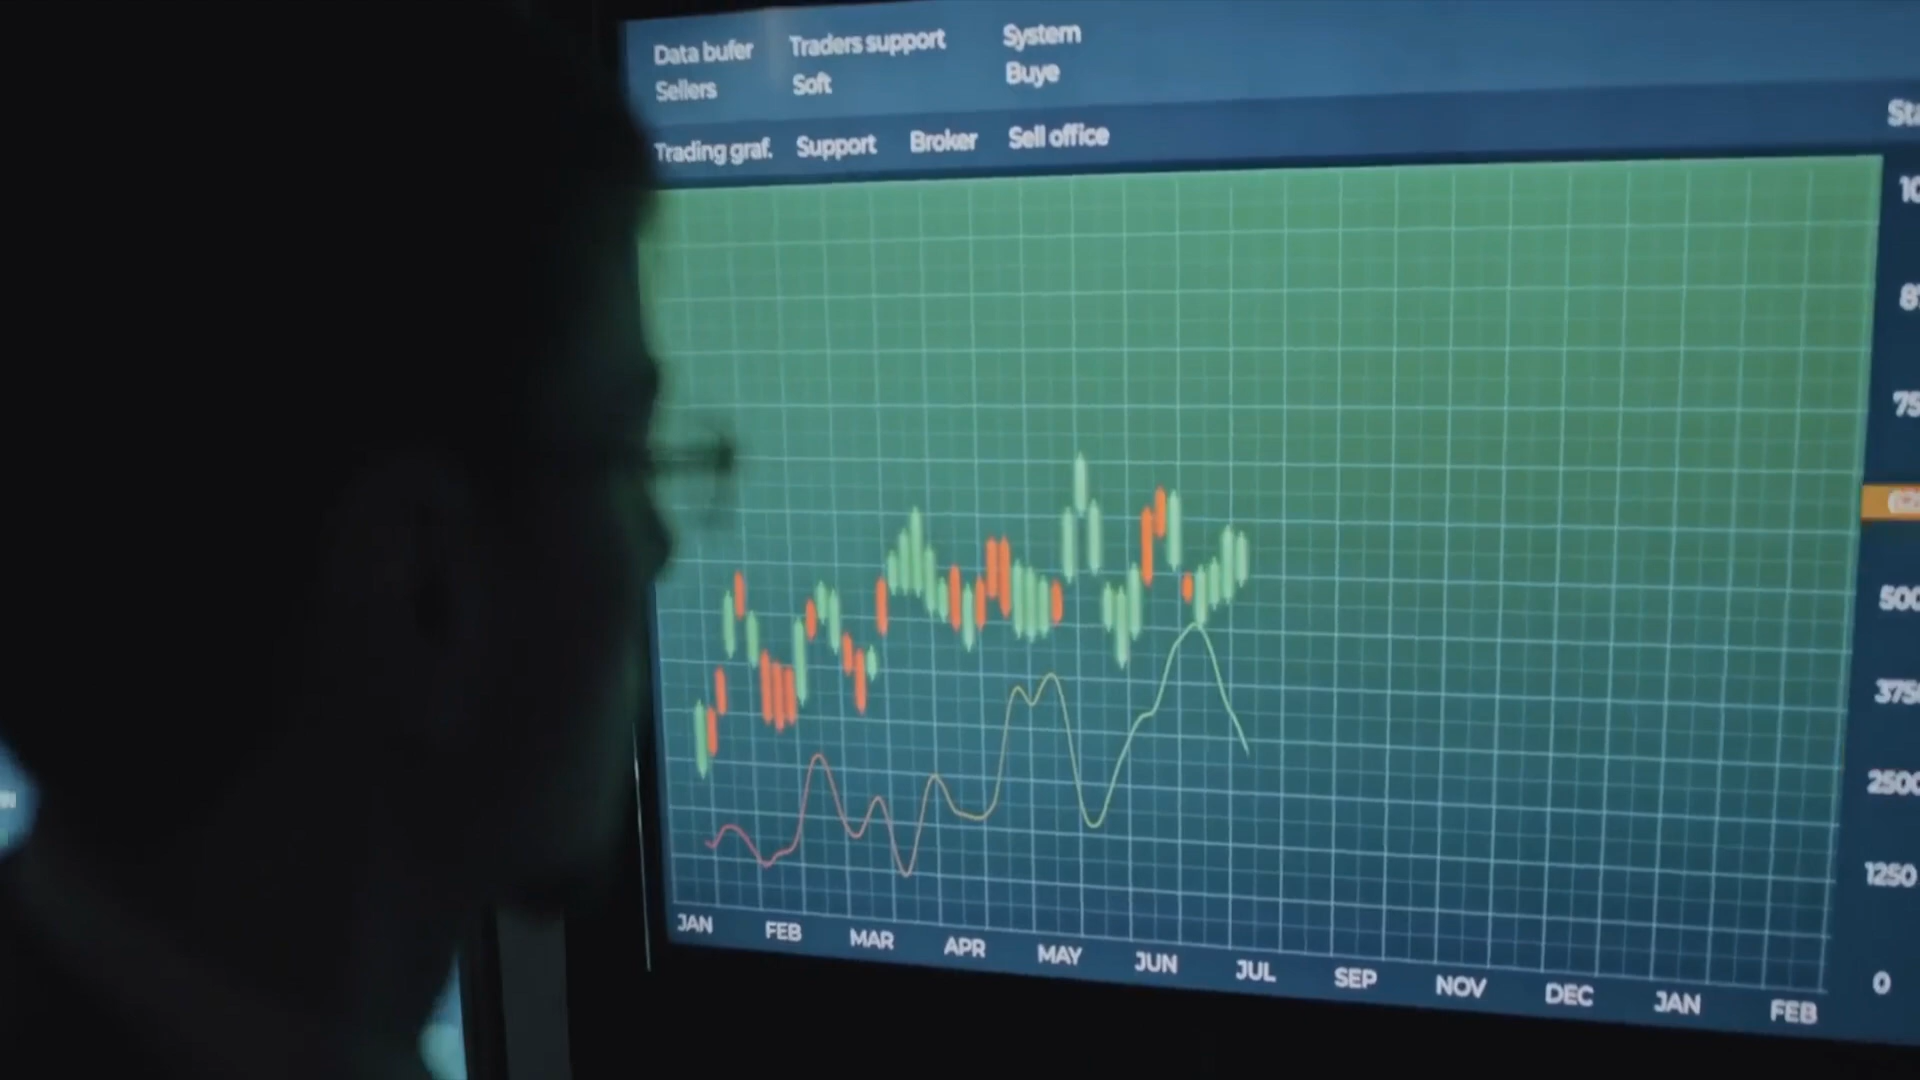 Data bufer Traders support System
Sellers Soft Buye
Trading graf. Support Broker Sell office
500
2500
1250
0
JAN FEB MAR APR MAY JUN JUL SEP NOV DEC JAN FEB